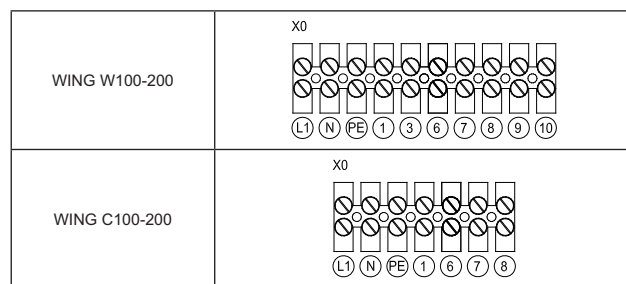 X0
WING W100-200
L1 N PE 1 3 6 7 8 9 10
X0
WING C100-200
L1 N PE 1 6 7 8